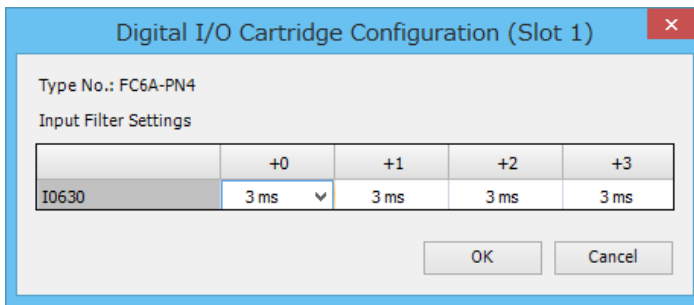 Digital I/O Cartridge Configuration (Slot 1)
Type No.: FC6A-PN4
Input Filter Settings
+0 +1 +2 +3
I0630 3 ms 3 ms 3 ms 3 ms
OK Cancel